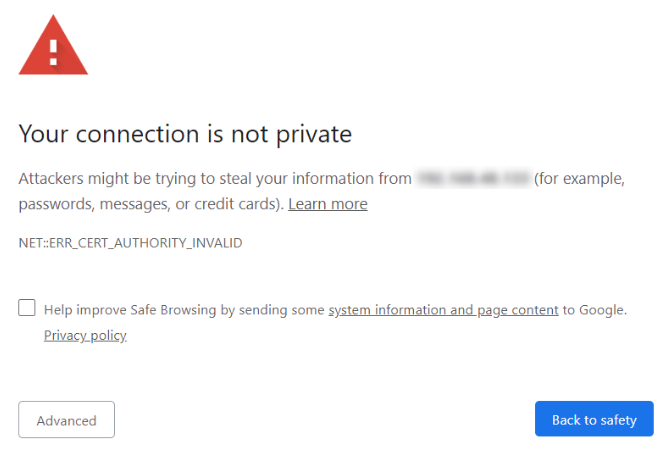 Your connection is not private
Attackers might be trying to steal your information from (for example,
passwords, messages, or credit cards). Learn more
NET::ERR_CERT_AUTHORITY_INVALID
Help improve Safe Browsing by sending some system information and page content to Google.
Privacy policy
Advanced
Back to safety